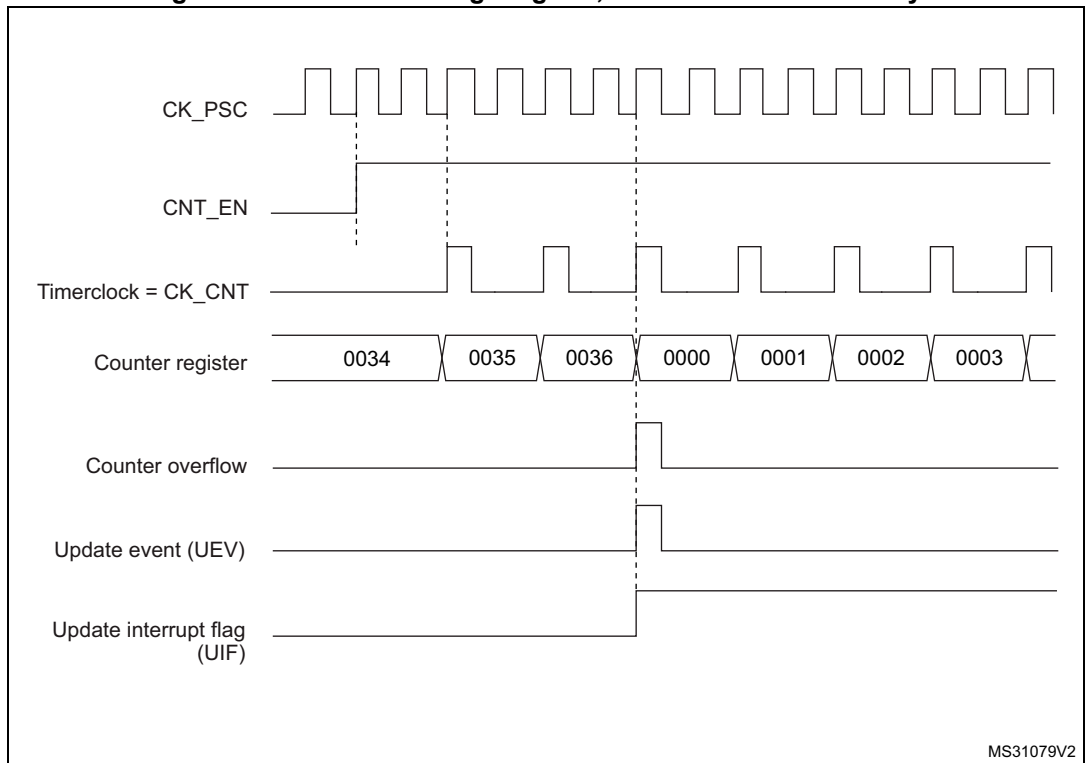 CK_PSC
CNT_EN
Timerclock = CK_CNT
Counter register 0034 0035 0036 0000 0001 0002 0003
Counter overflow
Update event (UEV)
Update interrupt flag
(UIF)
MS31079V2